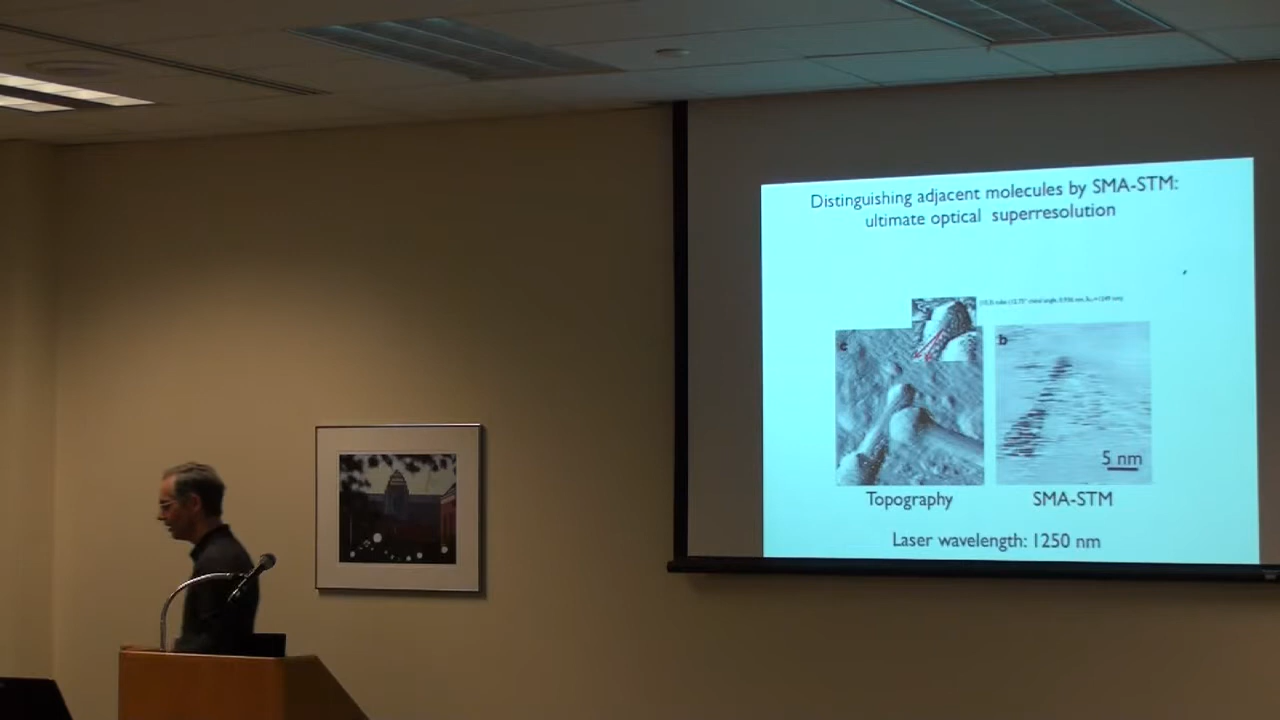 Distinguishing adjacent molecules by SMA-STM:
ultimate optical superresolution
c
b
5 nm
Topography
SMA-STM
Laser wavelength: 1250 nm